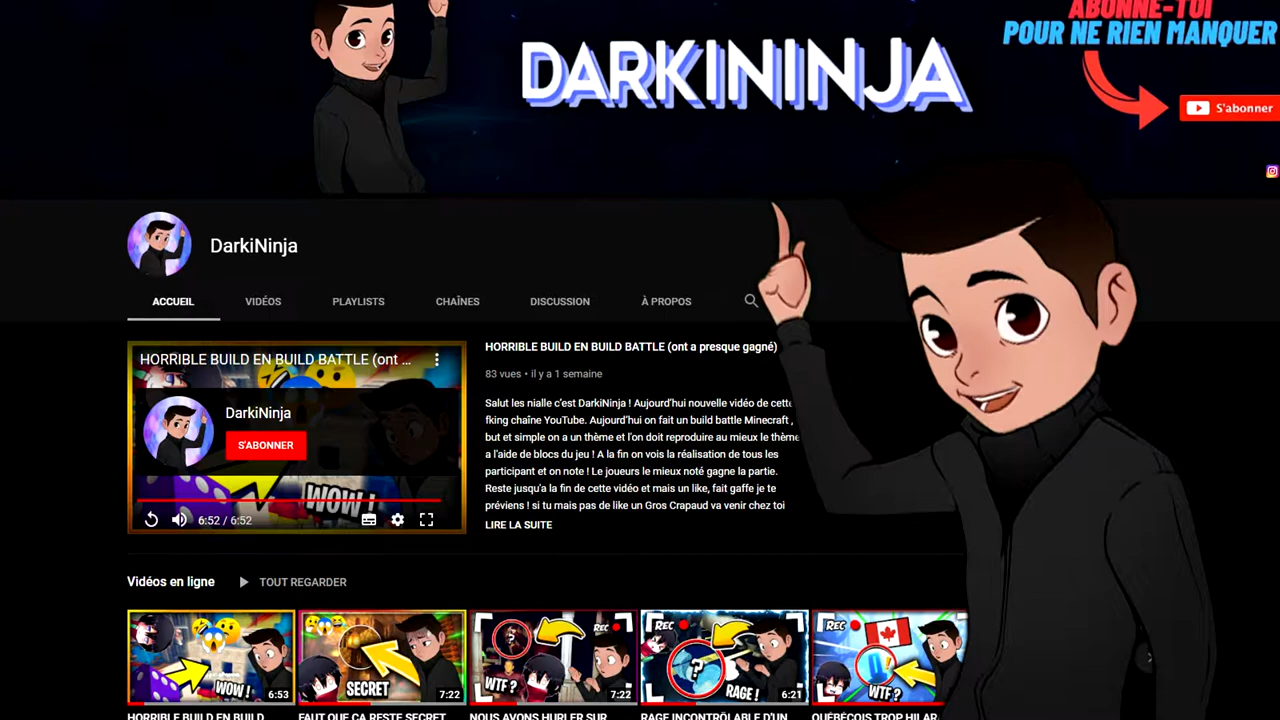 ABONNE-TOI
POUR NE RIEN MANQUER
DARKININJA
S'abonner
DarkiNinja
ACCUEIL
VIDÉOS
PLAYLISTS
CHAÎNES
DISCUSSION
À PROPOS
HORRIBLE BUILD EN BUILD BATTLE (ont ...
DarkiNinja
S'ABONNER
WOW !
6:52 / 6:52
HORRIBLE BUILD EN BUILD BATTLE (ont a presque gagné)
83 vues • il y a 1 semaine
Salut les nialle c'est DarkiNinja ! Aujourd'hui nouvelle vidéo de cette
fking chaîne YouTube. Aujourd'hui on fait un build battle Minecraft ,
but et simple on a un thème et l'on doit reproduire au mieux le thème
a l'aide de blocs du jeu ! A la fin on vois la réalisation de tous les
participant et on note ! Le joueurs le mieux noté gagne la partie.
Reste jusqu'a la fin de cette vidéo et mais un like, fait gaffe je te
préviens ! si tu mais pas de like un Gros Crapaud va venir chez toi
LIRE LA SUITE
Vidéos en ligne
TOUT REGARDER
WOW !
6:53
SECRET
7:22
REC
WTF ?
7:22
REC
?
RAGE !
6:21
REC
WTF ?
HORRIBLE BUILD EN BUILD
FAUT QUE ÇA RESTE SECRET
NOUS AVONS HURLER SUR
RAGE INCONTRÔLABLE D'UN
QUÉBÉCOIS TROP HILAR